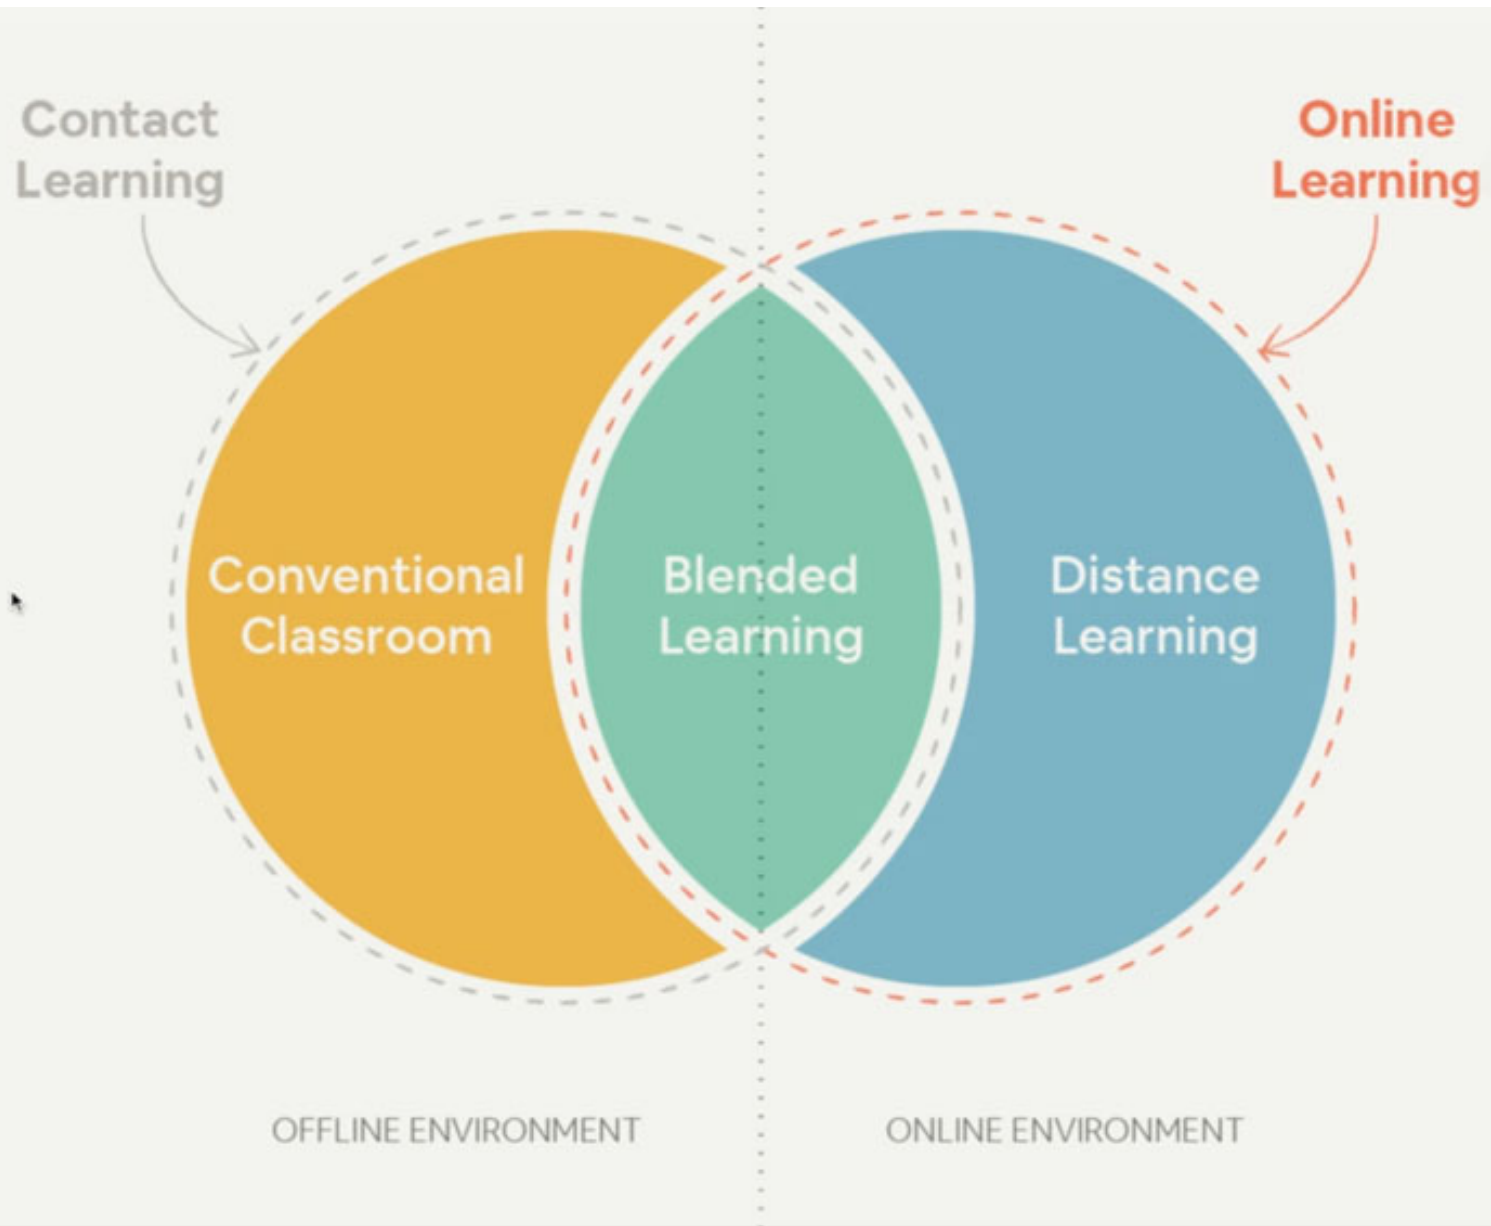 Contact
Learning
Online
Learning
Conventional
Classroom
Blended
Learning
Distance
Learning
OFFLINE ENVIRONMENT
ONLINE ENVIRONMENT